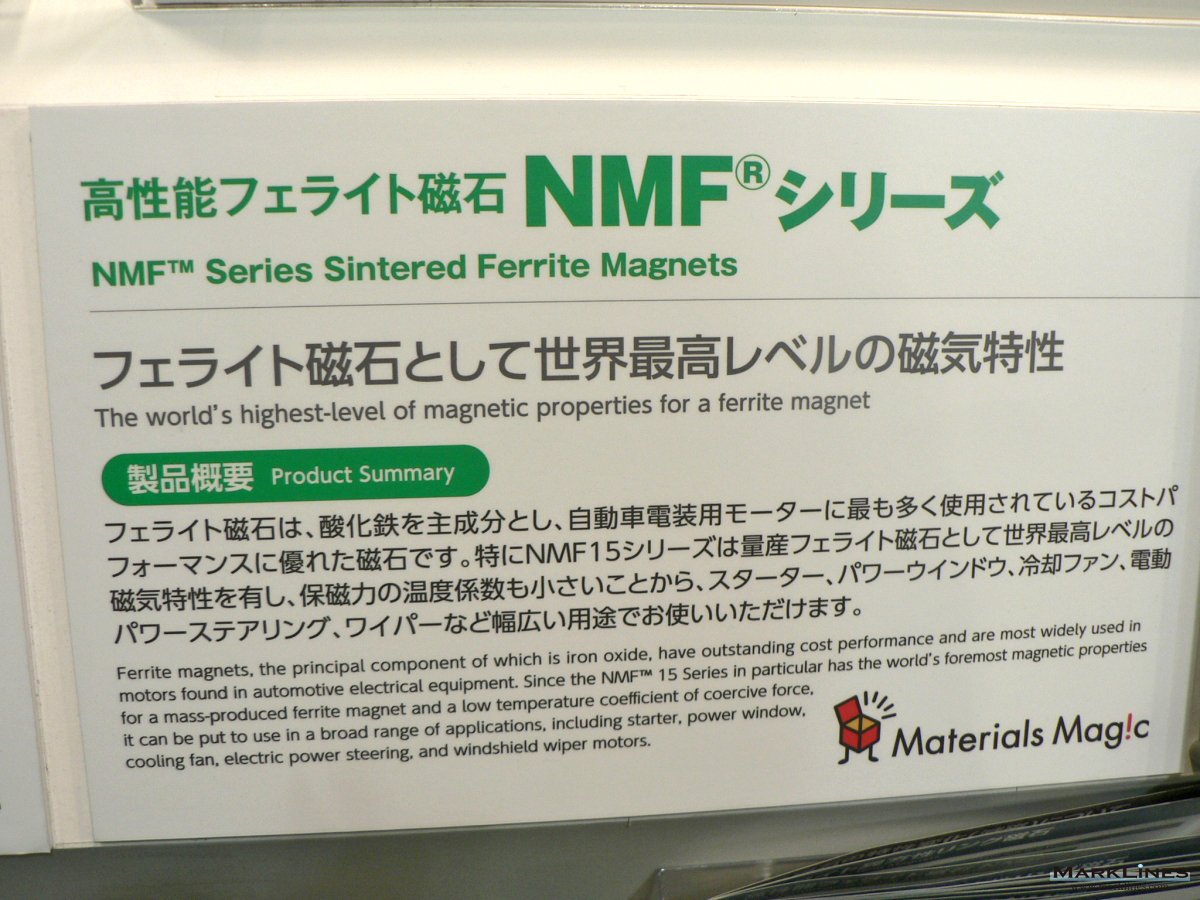 高性能フェライト磁石 NMF®シリーズ
NMF™ Series Sintered Ferrite Magnets
フェライト磁石として世界最高レベルの磁気特性
The world's highest-level of magnetic properties for a ferrite magnet
製品概要 Product Summary
フェライト磁石は、酸化鉄を主成分とし、自動車電装用モーターに最も多く使用されているコストパ
フォーマンスに優れた磁石です。特にNMF15シリーズは量産フェライト磁石として世界最高レベルの
磁気特性を有し、保磁力の温度係数も小さいことから、スターター、パワーウインドウ、冷却ファン、電動
パワーステアリング、ワイパーなど幅広い用途でお使いいただけます。
Ferrite magnets, the principal component of which is iron oxide, have outstanding cost performance and are most widely used in
motors found in automotive electrical equipment. Since the NMF™ 15 Series in particular has the world's foremost magnetic properties
for a mass-produced ferrite magnet and a low temperature coefficient of coercive force,
it can be put to use in a broad range of applications, including starter, power window,
cooling fan, electric power steering, and windshield wiper motors.
Materials Mag!c
MARKLINES